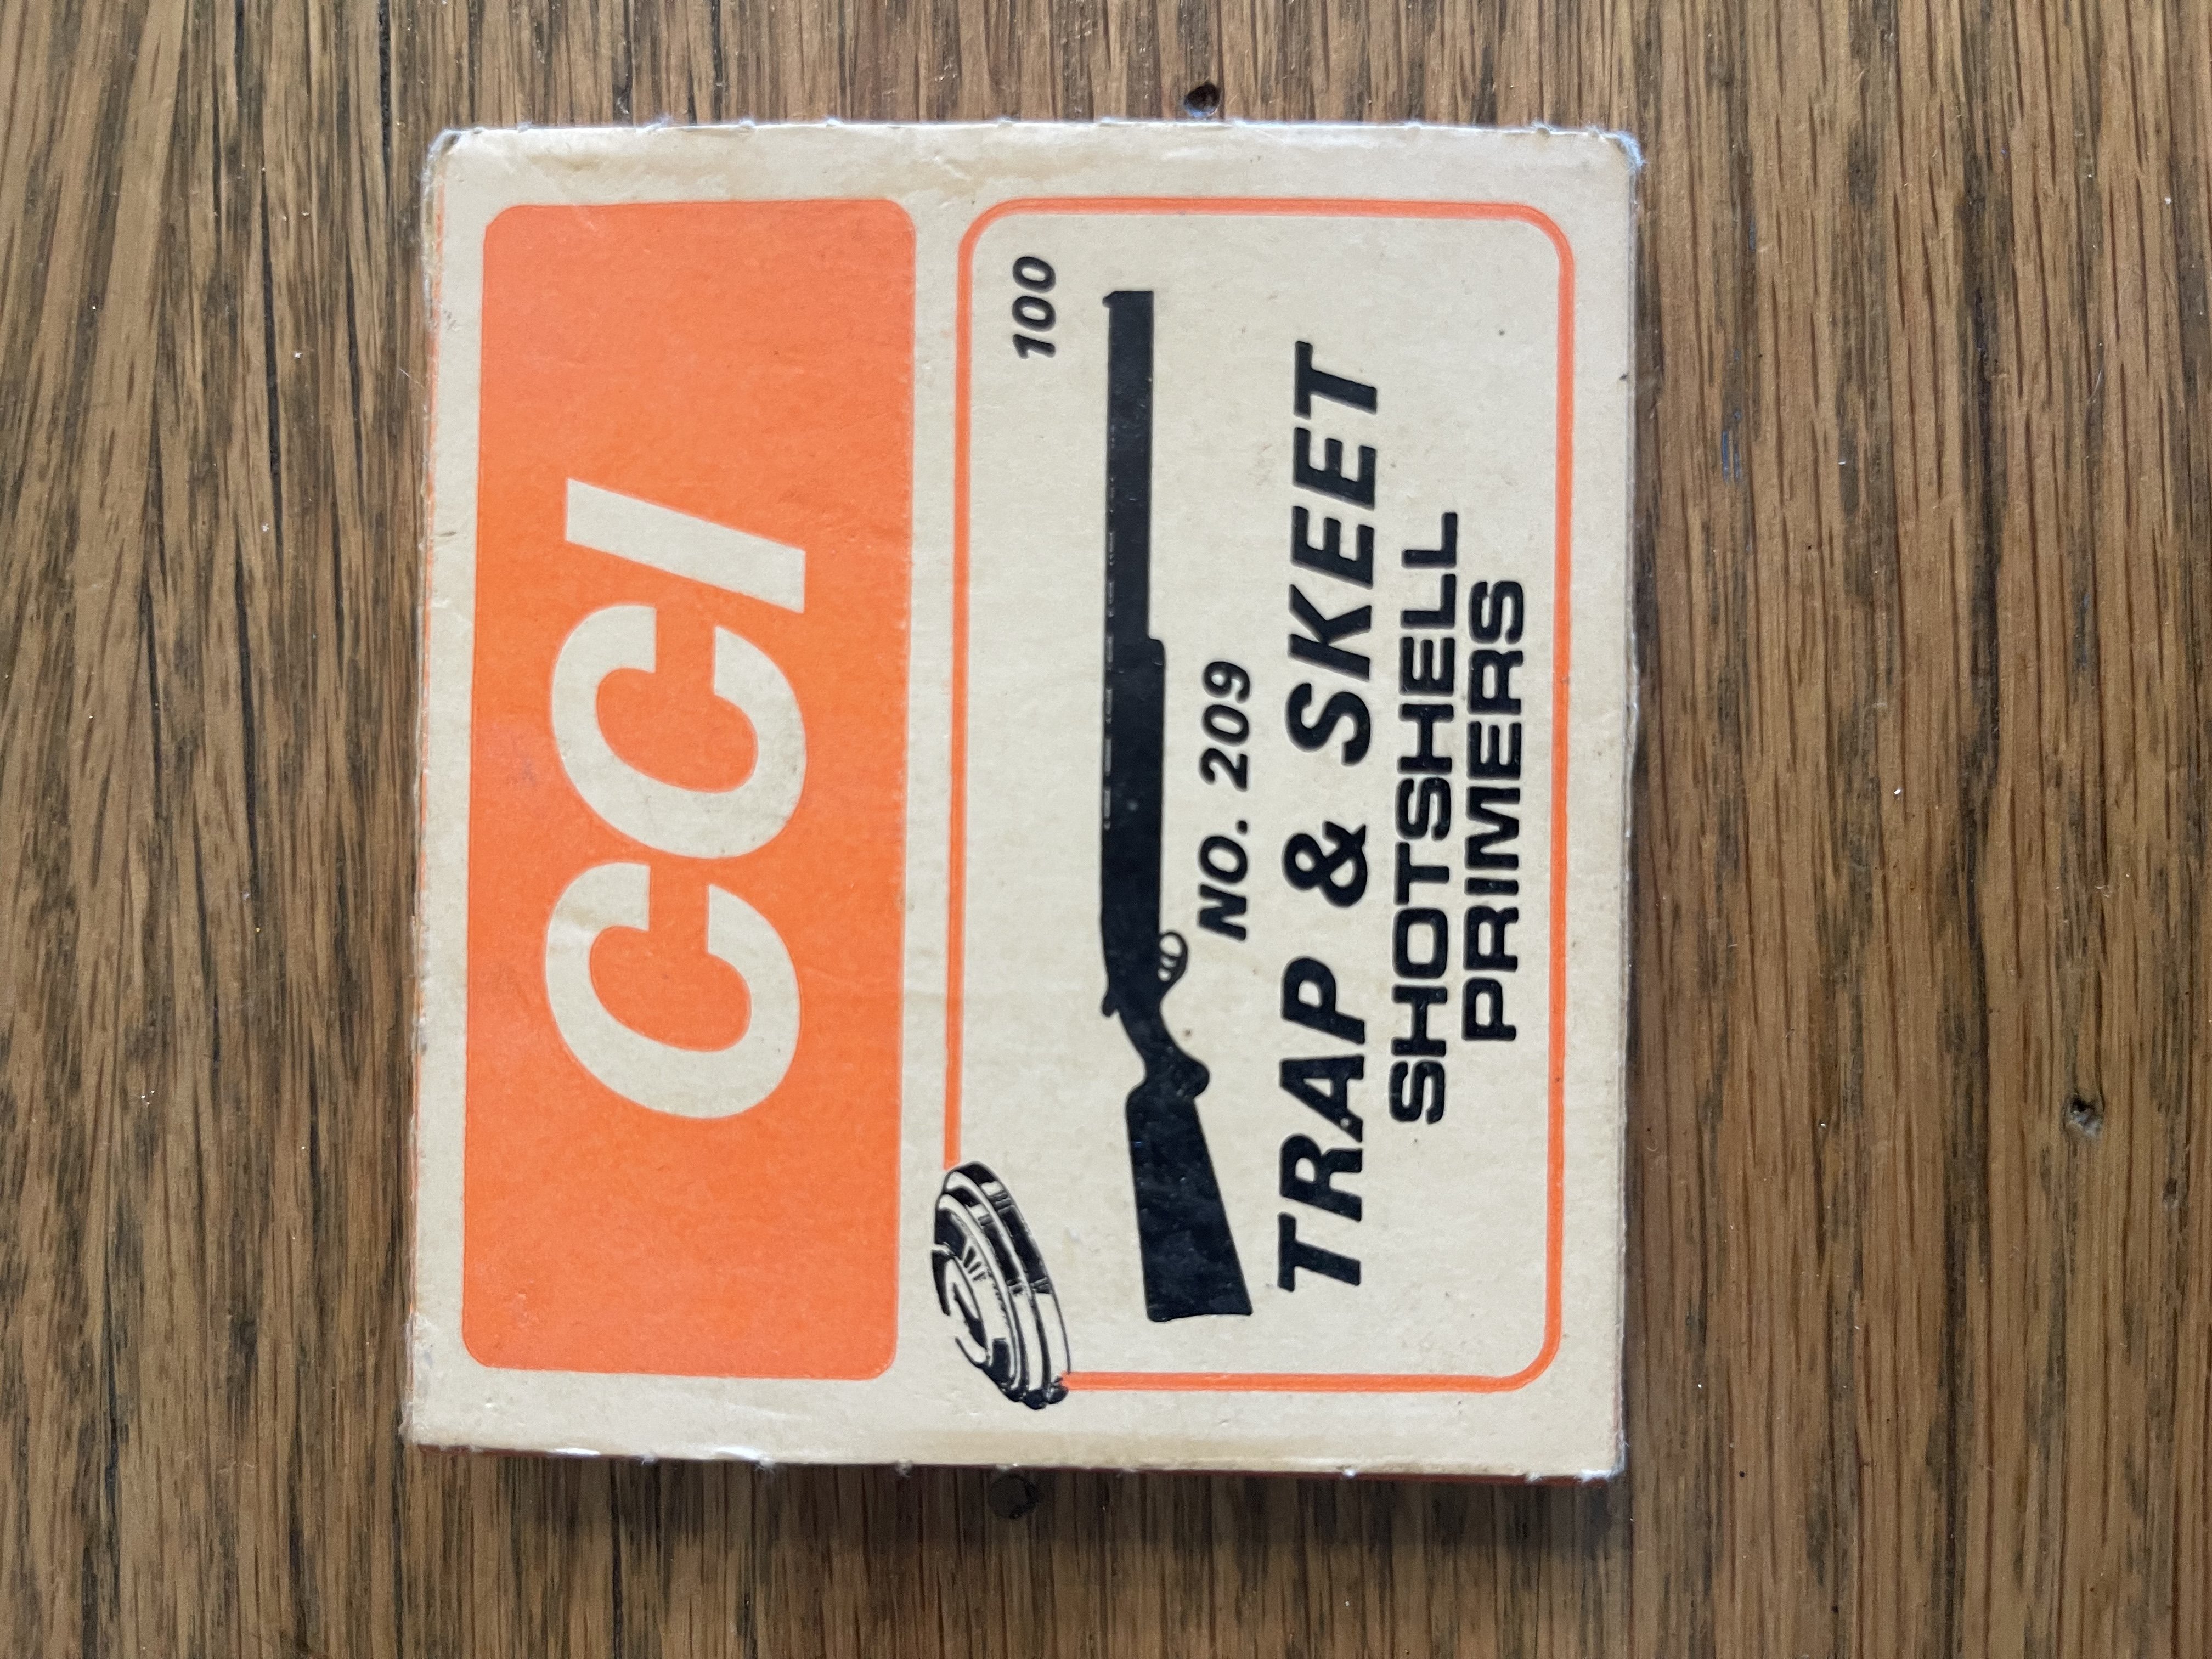 CCI
100
NO. 209
TRAP & SKEET
SHOTSHELL
PRIMERS